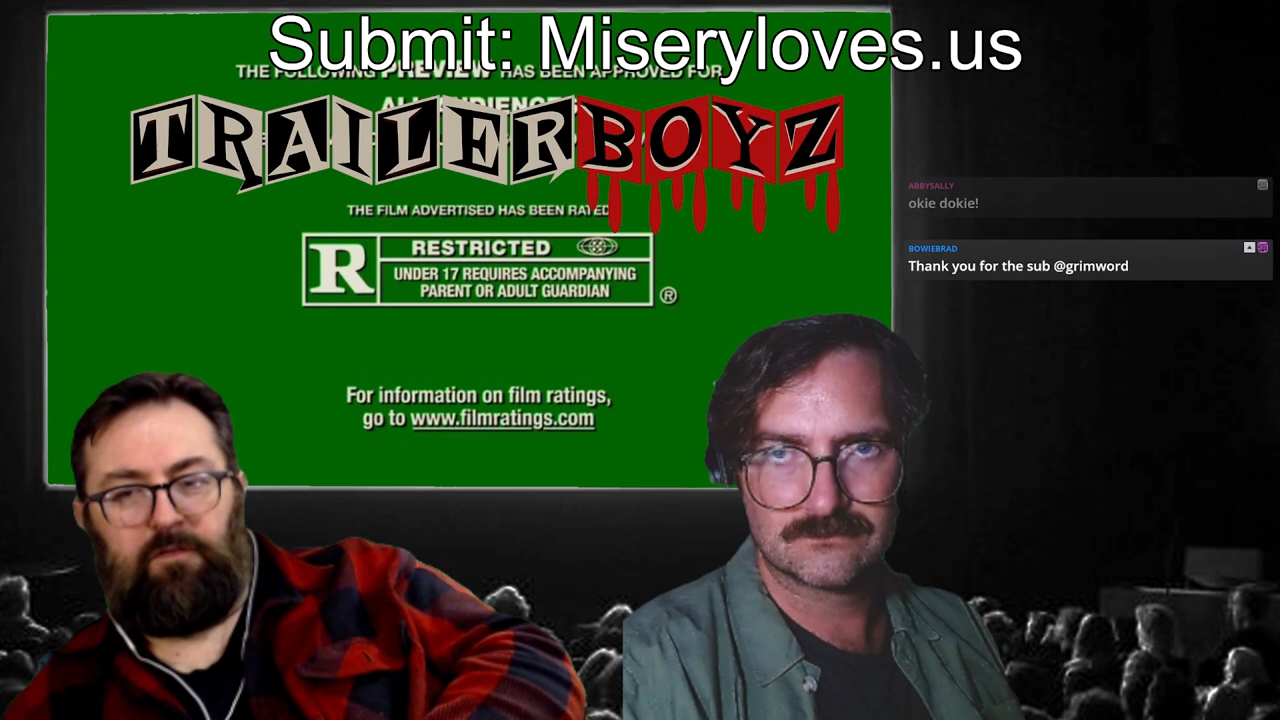 Submit: Miseryloves.us
THE FOLLOWING PREVIEW HAS BEEN APPROVED FOR
ALL AUDIENCES
TRAILERBOYZ
THE FILM ADVERTISED HAS BEEN RATED
R
RESTRICTED
UNDER 17 REQUIRES ACCOMPANYING
PARENT OR ADULT GUARDIAN
®
For information on film ratings,
go to www.filmratings.com
ABBYSALLY
okie dokie!
BOWIEBRAD
Thank you for the sub @grimword